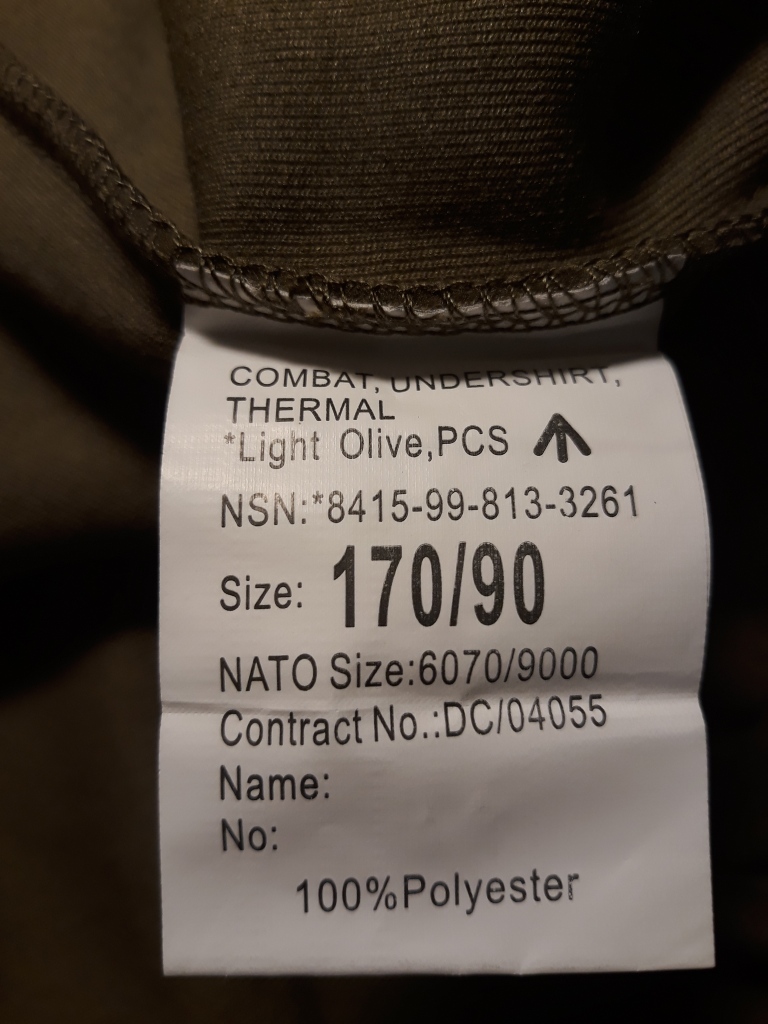 COMBAT, UNDERSHIRT,
THERMAL
*Light Olive,PCS
NSN:*8415-99-813-3261
Size: 170/90
NATO Size:6070/9000
Contract No.:DC/04055
Name:
No:
100%Polyester